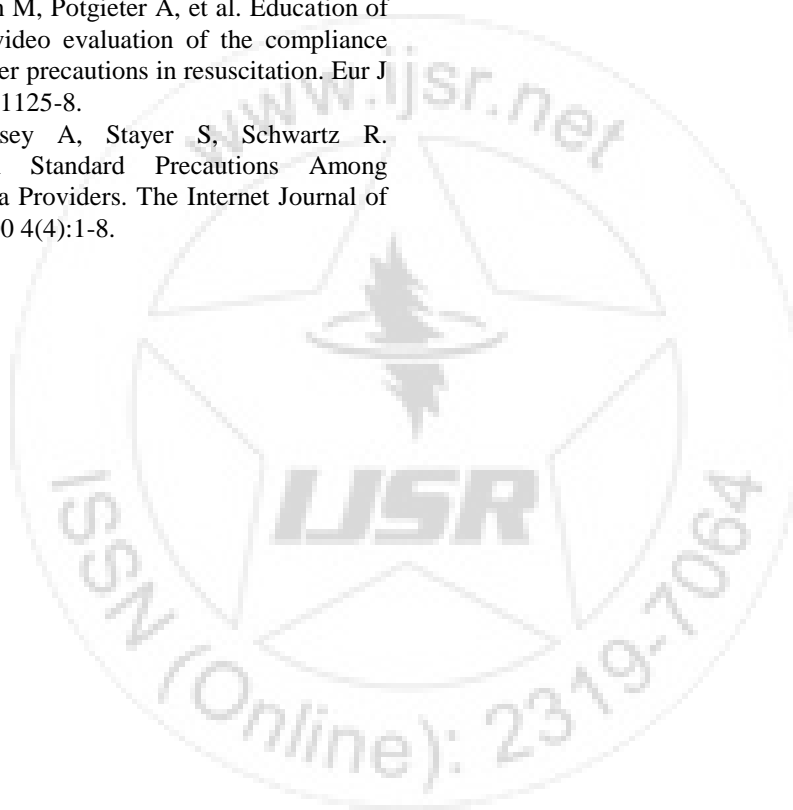 n M, Potgieter A, et al. Education of
video evaluation of the compliance
er precautions in resuscitation. Eur J
1125-8.
sey A, Stayer S, Schwartz R.
Standard Precautions Among
a Providers. The Internet Journal of
0 4(4):1-8.
www.ijsr.net
IJSR
ISSN (Online): 2319-7064